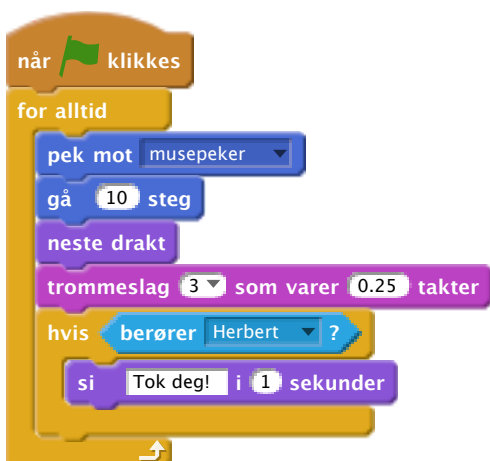 når klikkes
for alltid
pek mot musepeker
gå 10 steg
neste drakt
trommeslag 3 som varer 0.25 takter
hvis berører Herbert ?
si Tok deg! i 1 sekunder